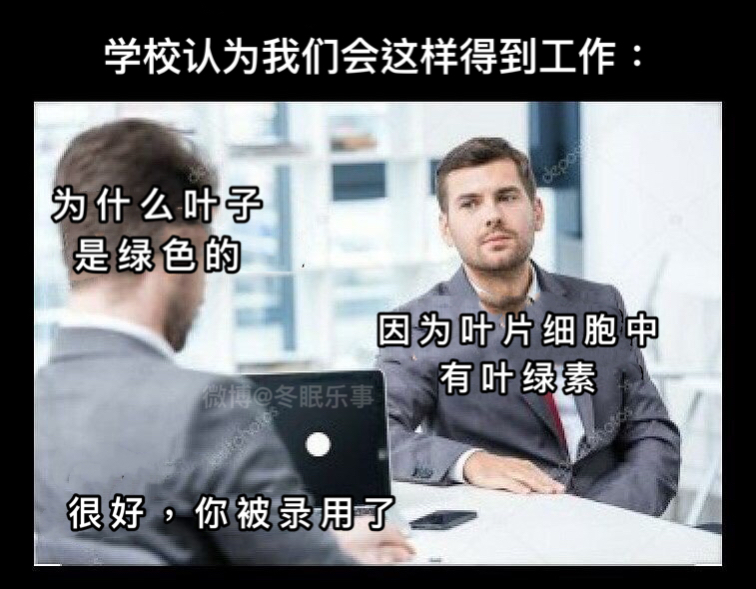 学校认为我们会这样得到工作：
为什么叶子
是绿色的
因为叶片细胞中
有叶绿素
微博@冬眠乐事
很好，你被录用了